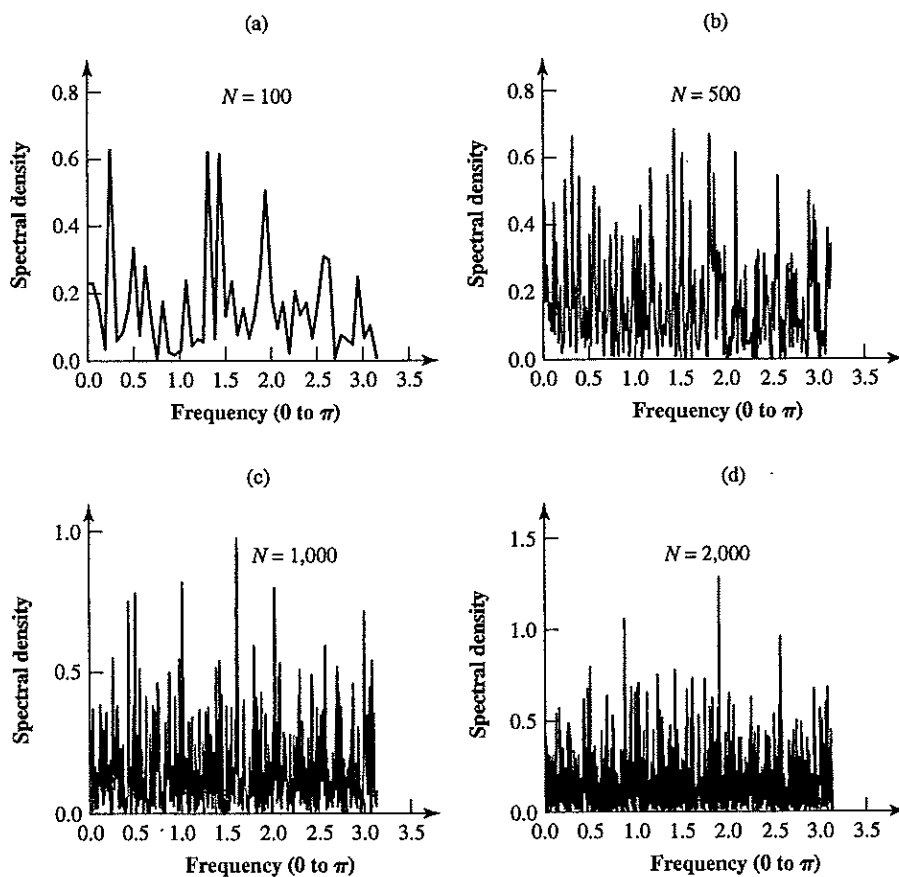 (a)
N = 100
Spectral density
0.8
0.6
0.4
0.2
0.0
0.0 0.5 1.0 1.5 2.0 2.5 3.0 3.5
Frequency (0 to π)
(b)
N = 500
Spectral density
0.8
0.6
0.4
0.2
0.0
0.0 0.5 1.0 1.5 2.0 2.5 3.0 3.5
Frequency (0 to π)
(c)
N = 1,000
Spectral density
1.0
0.5
0.0
0.0 0.5 1.0 1.5 2.0 2.5 3.0 3.5
Frequency (0 to π)
(d)
N = 2,000
Spectral density
1.5
1.0
0.5
0.0
0.0 0.5 1.0 1.5 2.0 2.5 3.0 3.5
Frequency (0 to π)